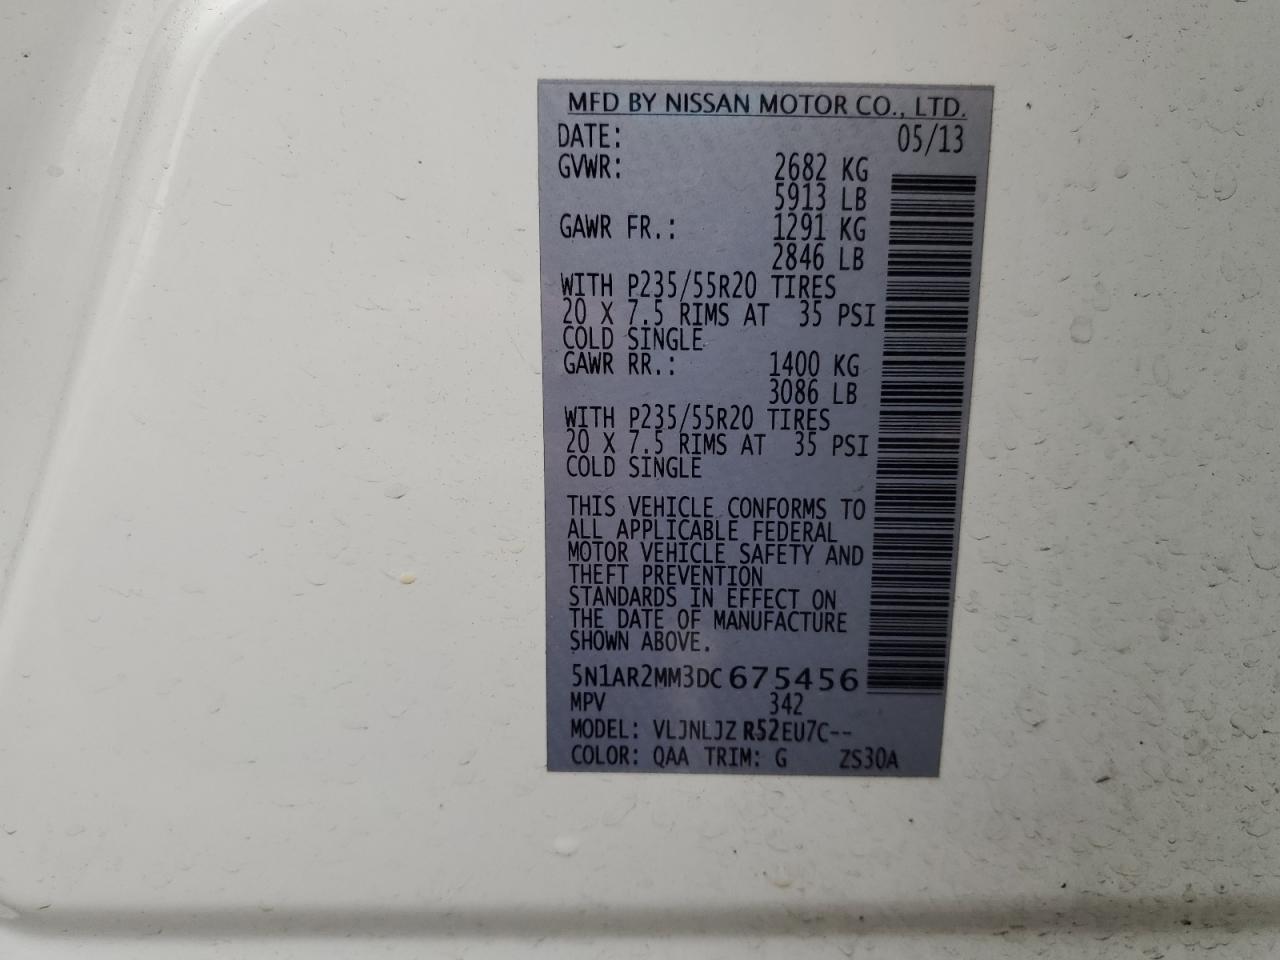 MFD BY NISSAN MOTOR CO., LTD.
DATE: 05/13
GVWR: 2682 KG
5913 LB
GAWR FR.: 1291 KG
2846 LB
WITH P235/55R20 TIRES
20 X 7.5 RIMS AT 35 PSI
COLD SINGLE
GAWR RR.: 1400 KG
3086 LB
WITH P235/55R20 TIRES
20 X 7.5 RIMS AT 35 PSI
COLD SINGLE
THIS VEHICLE CONFORMS TO
ALL APPLICABLE FEDERAL
MOTOR VEHICLE SAFETY AND
THEFT PREVENTION
STANDARDS IN EFFECT ON
THE DATE OF MANUFACTURE
SHOWN ABOVE.
5N1AR2MM3DC675456
MPV 342
MODEL: VLJNLJZ R52EU7C--
COLOR: QAA TRIM: G ZS30A